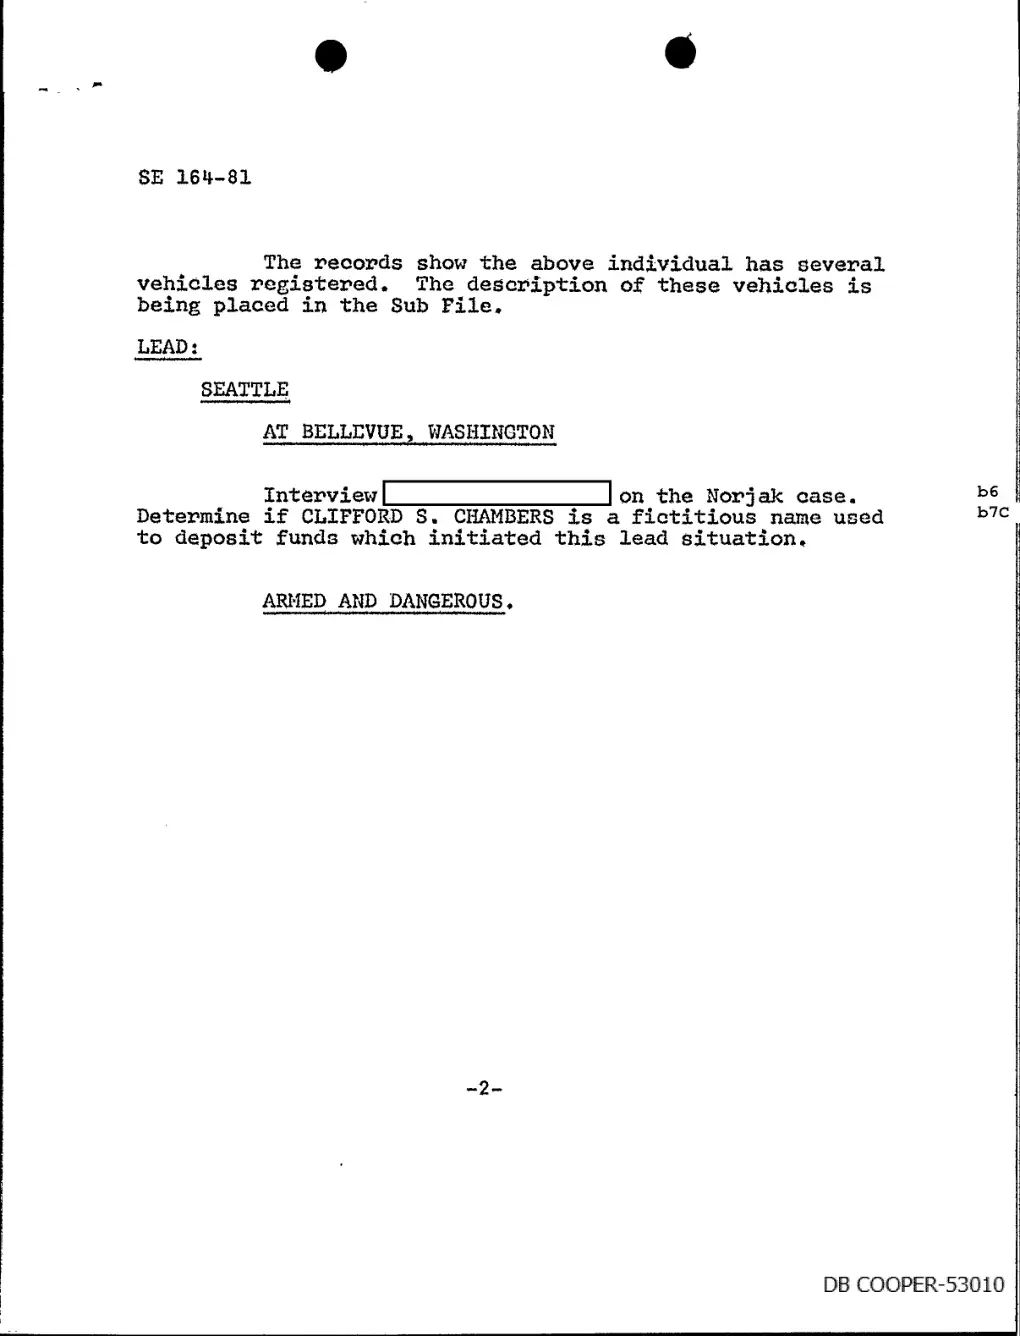 SE 164-81
The records show the above individual has several
vehicles registered. The description of these vehicles is
being placed in the Sub File.
LEAD:
SEATTLE
AT BELLEVUE, WASHINGTON
Interview on the Norjak case.
b6
Determine if CLIFFORD S. CHAMBERS is a fictitious name used
b7C
to deposit funds which initiated this lead situation.
ARMED AND DANGEROUS.
-2-
DB COOPER-53010